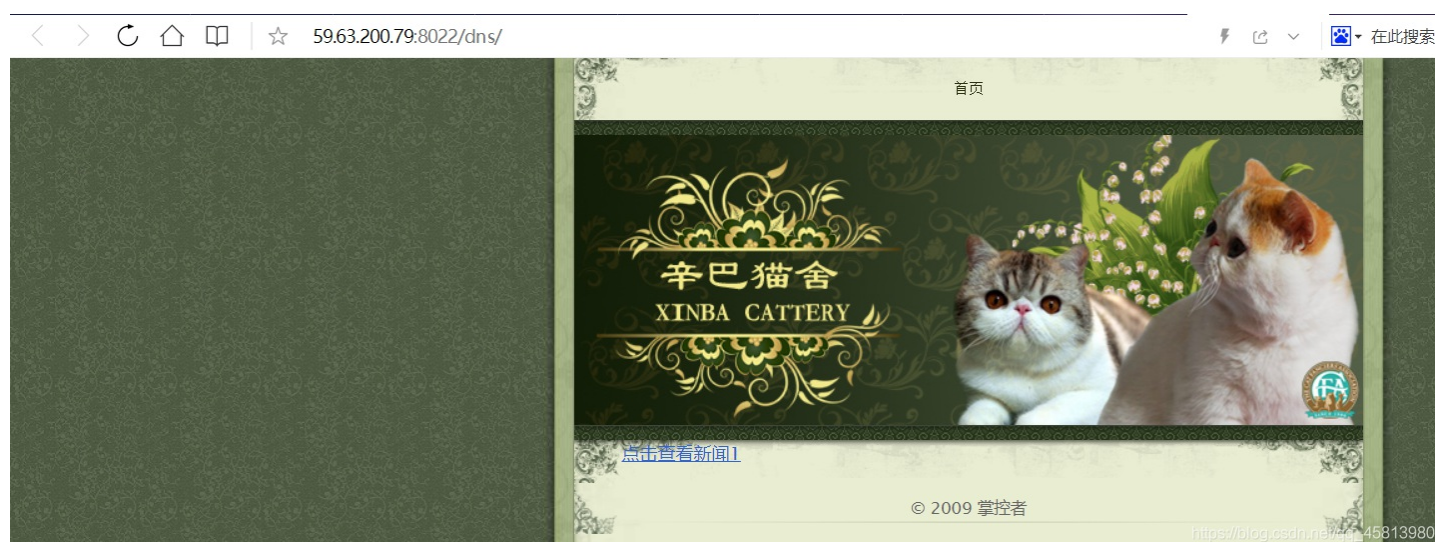 59.63.200.79:8022/dns/
在此搜索
首页
辛巴猫舍
XINBA CATTERY
点击查看新闻1
© 2009 掌控者
https://blog.csdn.net/qq_45813980